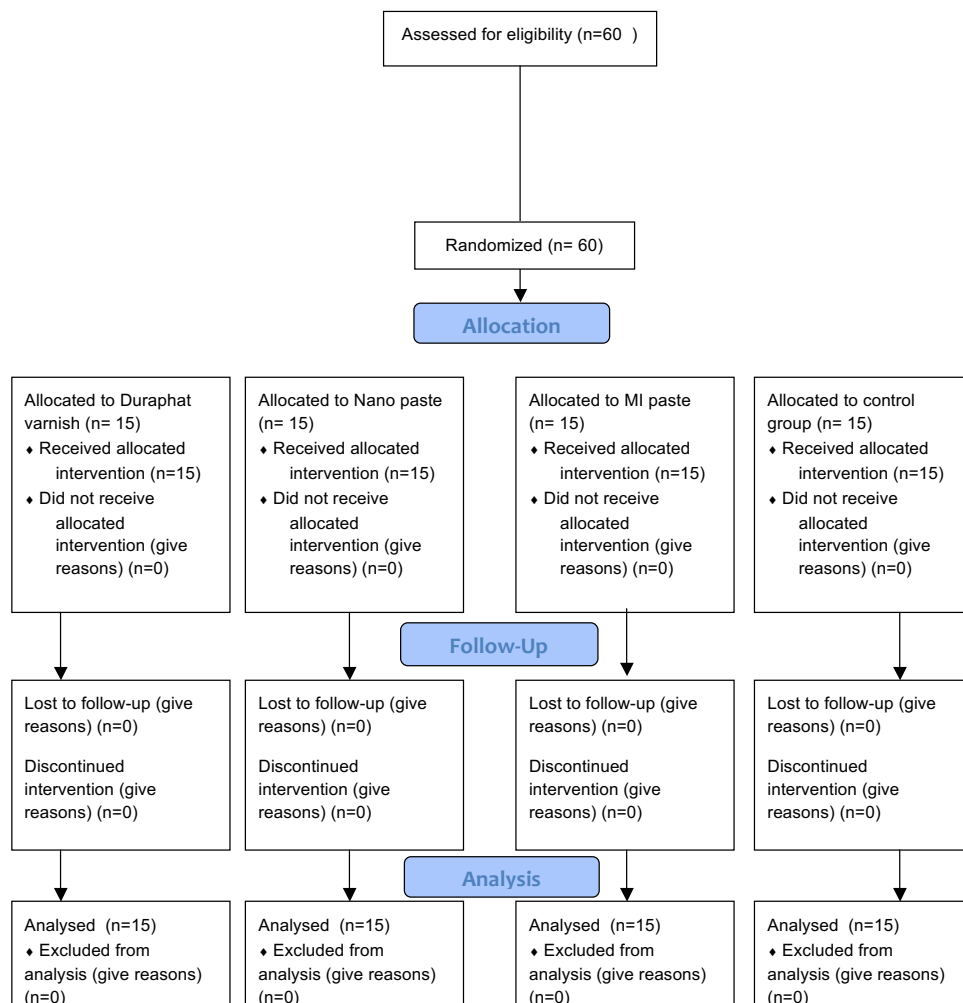 Assessed for eligibility (n=60  )
Randomized (n= 60)
Allocation
Allocated to Duraphat
varnish (n= 15)
♦ Received allocated
intervention (n=15)
♦ Did not receive
allocated
intervention (give
reasons) (n=0)
Allocated to Nano paste
(n= 15)
♦ Received allocated
intervention (n=15)
♦ Did not receive
allocated
intervention (give
reasons) (n=0)
Allocated to MI paste
(n= 15)
♦ Received allocated
intervention (n=15)
♦ Did not receive
allocated
intervention (give
reasons) (n=0)
Allocated to control
group (n= 15)
♦ Received allocated
intervention (n=15)
♦ Did not receive
allocated
intervention (give
reasons) (n=0)
Follow-Up
Lost to follow-up (give
reasons) (n=0)
Discontinued
intervention (give
reasons) (n=0)
Lost to follow-up (give
reasons) (n=0)
Discontinued
intervention (give
reasons) (n=0)
Lost to follow-up (give
reasons) (n=0)
Discontinued
intervention (give
reasons) (n=0)
Lost to follow-up (give
reasons) (n=0)
Discontinued
intervention (give
reasons) (n=0)
Analysis
Analysed  (n=15)
♦ Excluded from
analysis (give reasons)
(n=0)
Analysed  (n=15)
♦ Excluded from
analysis (give reasons)
(n=0)
Analysed  (n=15)
♦ Excluded from
analysis (give reasons)
(n=0)
Analysed  (n=15)
♦ Excluded from
analysis (give reasons)
(n=0)